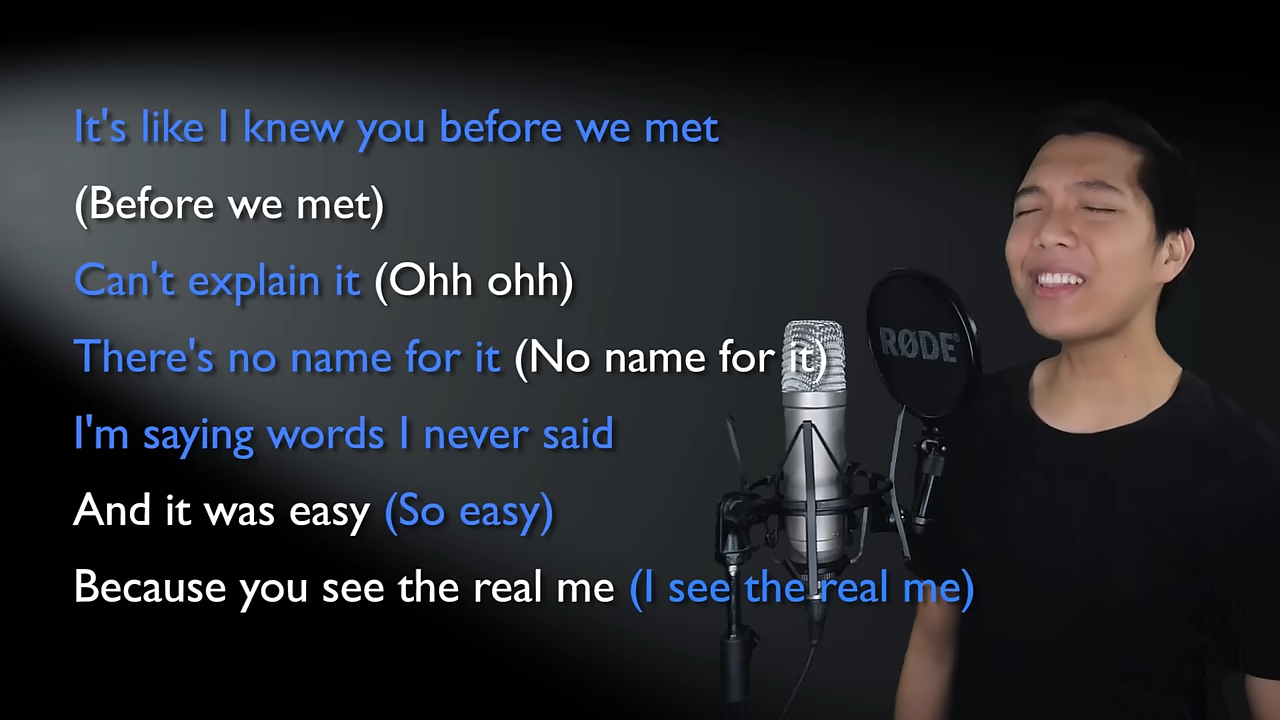 It's like I knew you before we met
(Before we met)
Can't explain it (Ohh ohh)
There's no name for it (No name for it)
I'm saying words I never said
And it was easy (So easy)
Because you see the real me (I see the real me)
RØDE®